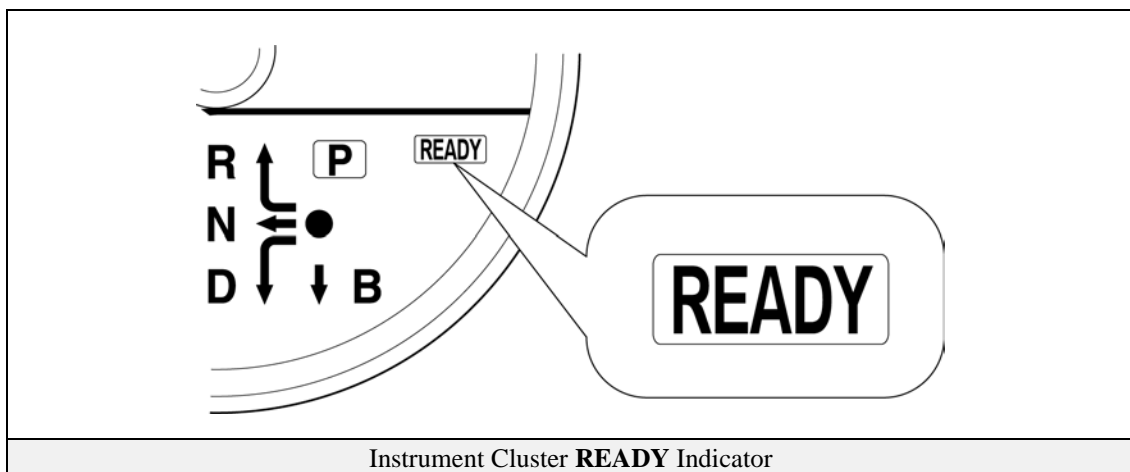 R P READY
N
D B
READY
Instrument Cluster READY Indicator